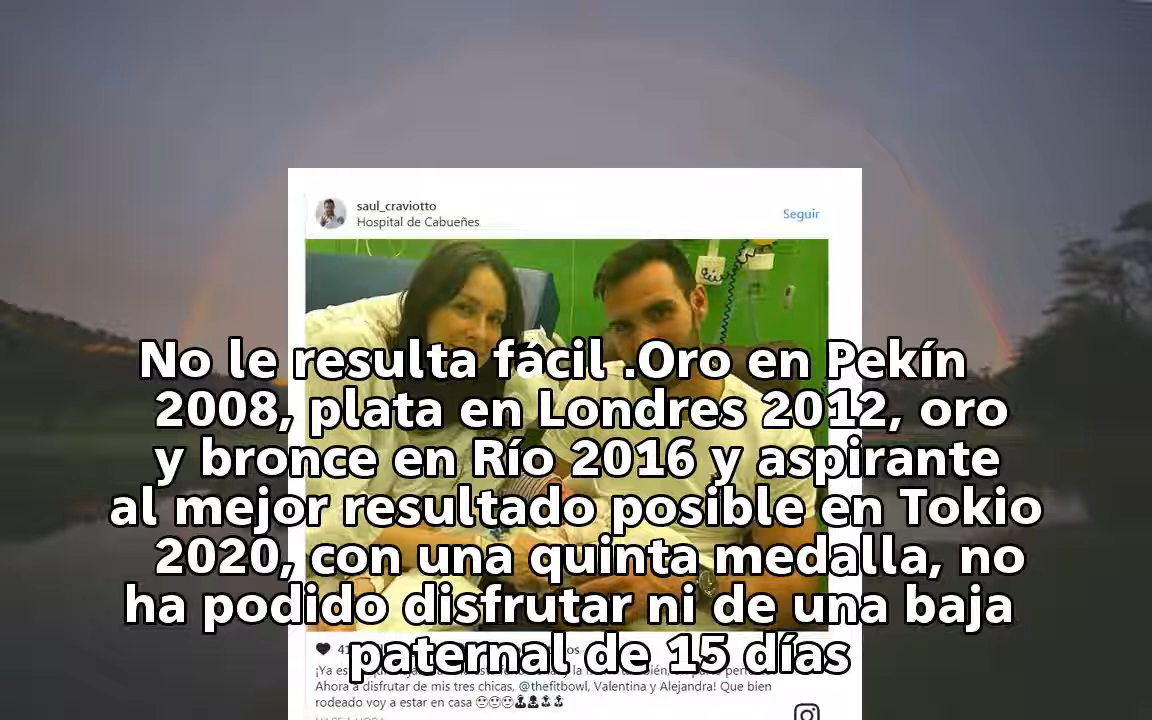 saul_craviotto
Hospital de Cabueñes
Seguir
No le resulta fácil .Oro en Pekín
2008, plata en Londres 2012, oro
y bronce en Río 2016 y aspirante
al mejor resultado posible en Tokio
2020, con una quinta medalla, no
ha podido disfrutar ni de una baja
paternal de 15 días
¡Ya
Ahora a disfrutar de mis tres chicas, @thefitbowl, Valentina y Alejandra! Que bien
rodeado voy a estar en casa